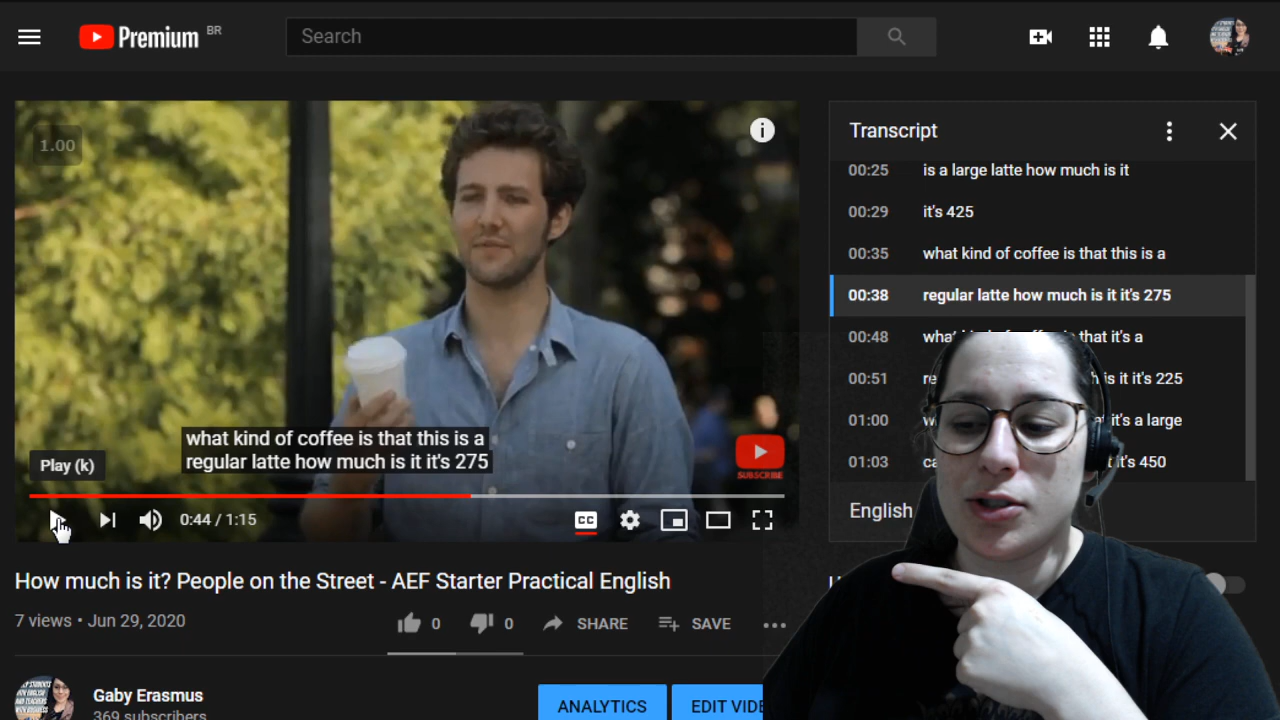 Premium BR
Search
1.00
i
what kind of coffee is that this is a
regular latte how much is it it's 275
SUBSCRIBE
Play (k)
0:44 / 1:15
CC
How much is it? People on the Street - AEF Starter Practical English
7 views • Jun 29, 2020
0
0
SHARE
SAVE
Gaby Erasmus
369 subscribers
ANALYTICS
EDIT
Transcript
00:25 is a large latte how much is it
00:29 it's 425
00:35 what kind of coffee is that this is a
00:38 regular latte how much is it it's 275
00:48 that it's a
00:51 is it it's 225
01:00 it's a large
01:03 it's 450
English